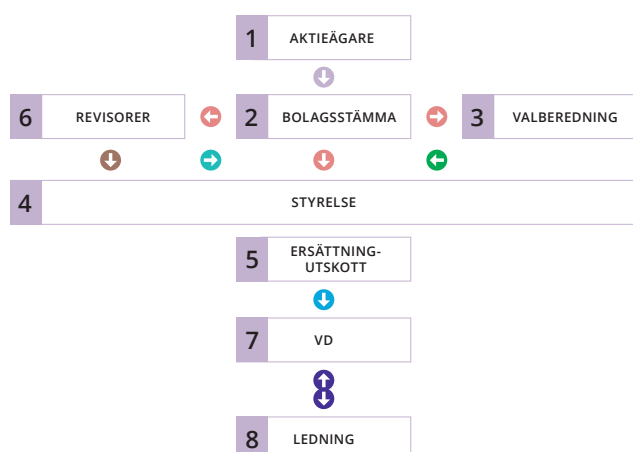 1 AKTIEÄGARE
6 REVISORER
2 BOLAGSSTÄMMA
3 VALBEREDNING
4 STYRELSE
5 ERSÄTTNING-
UTSKOTT
7 VD
8 LEDNING